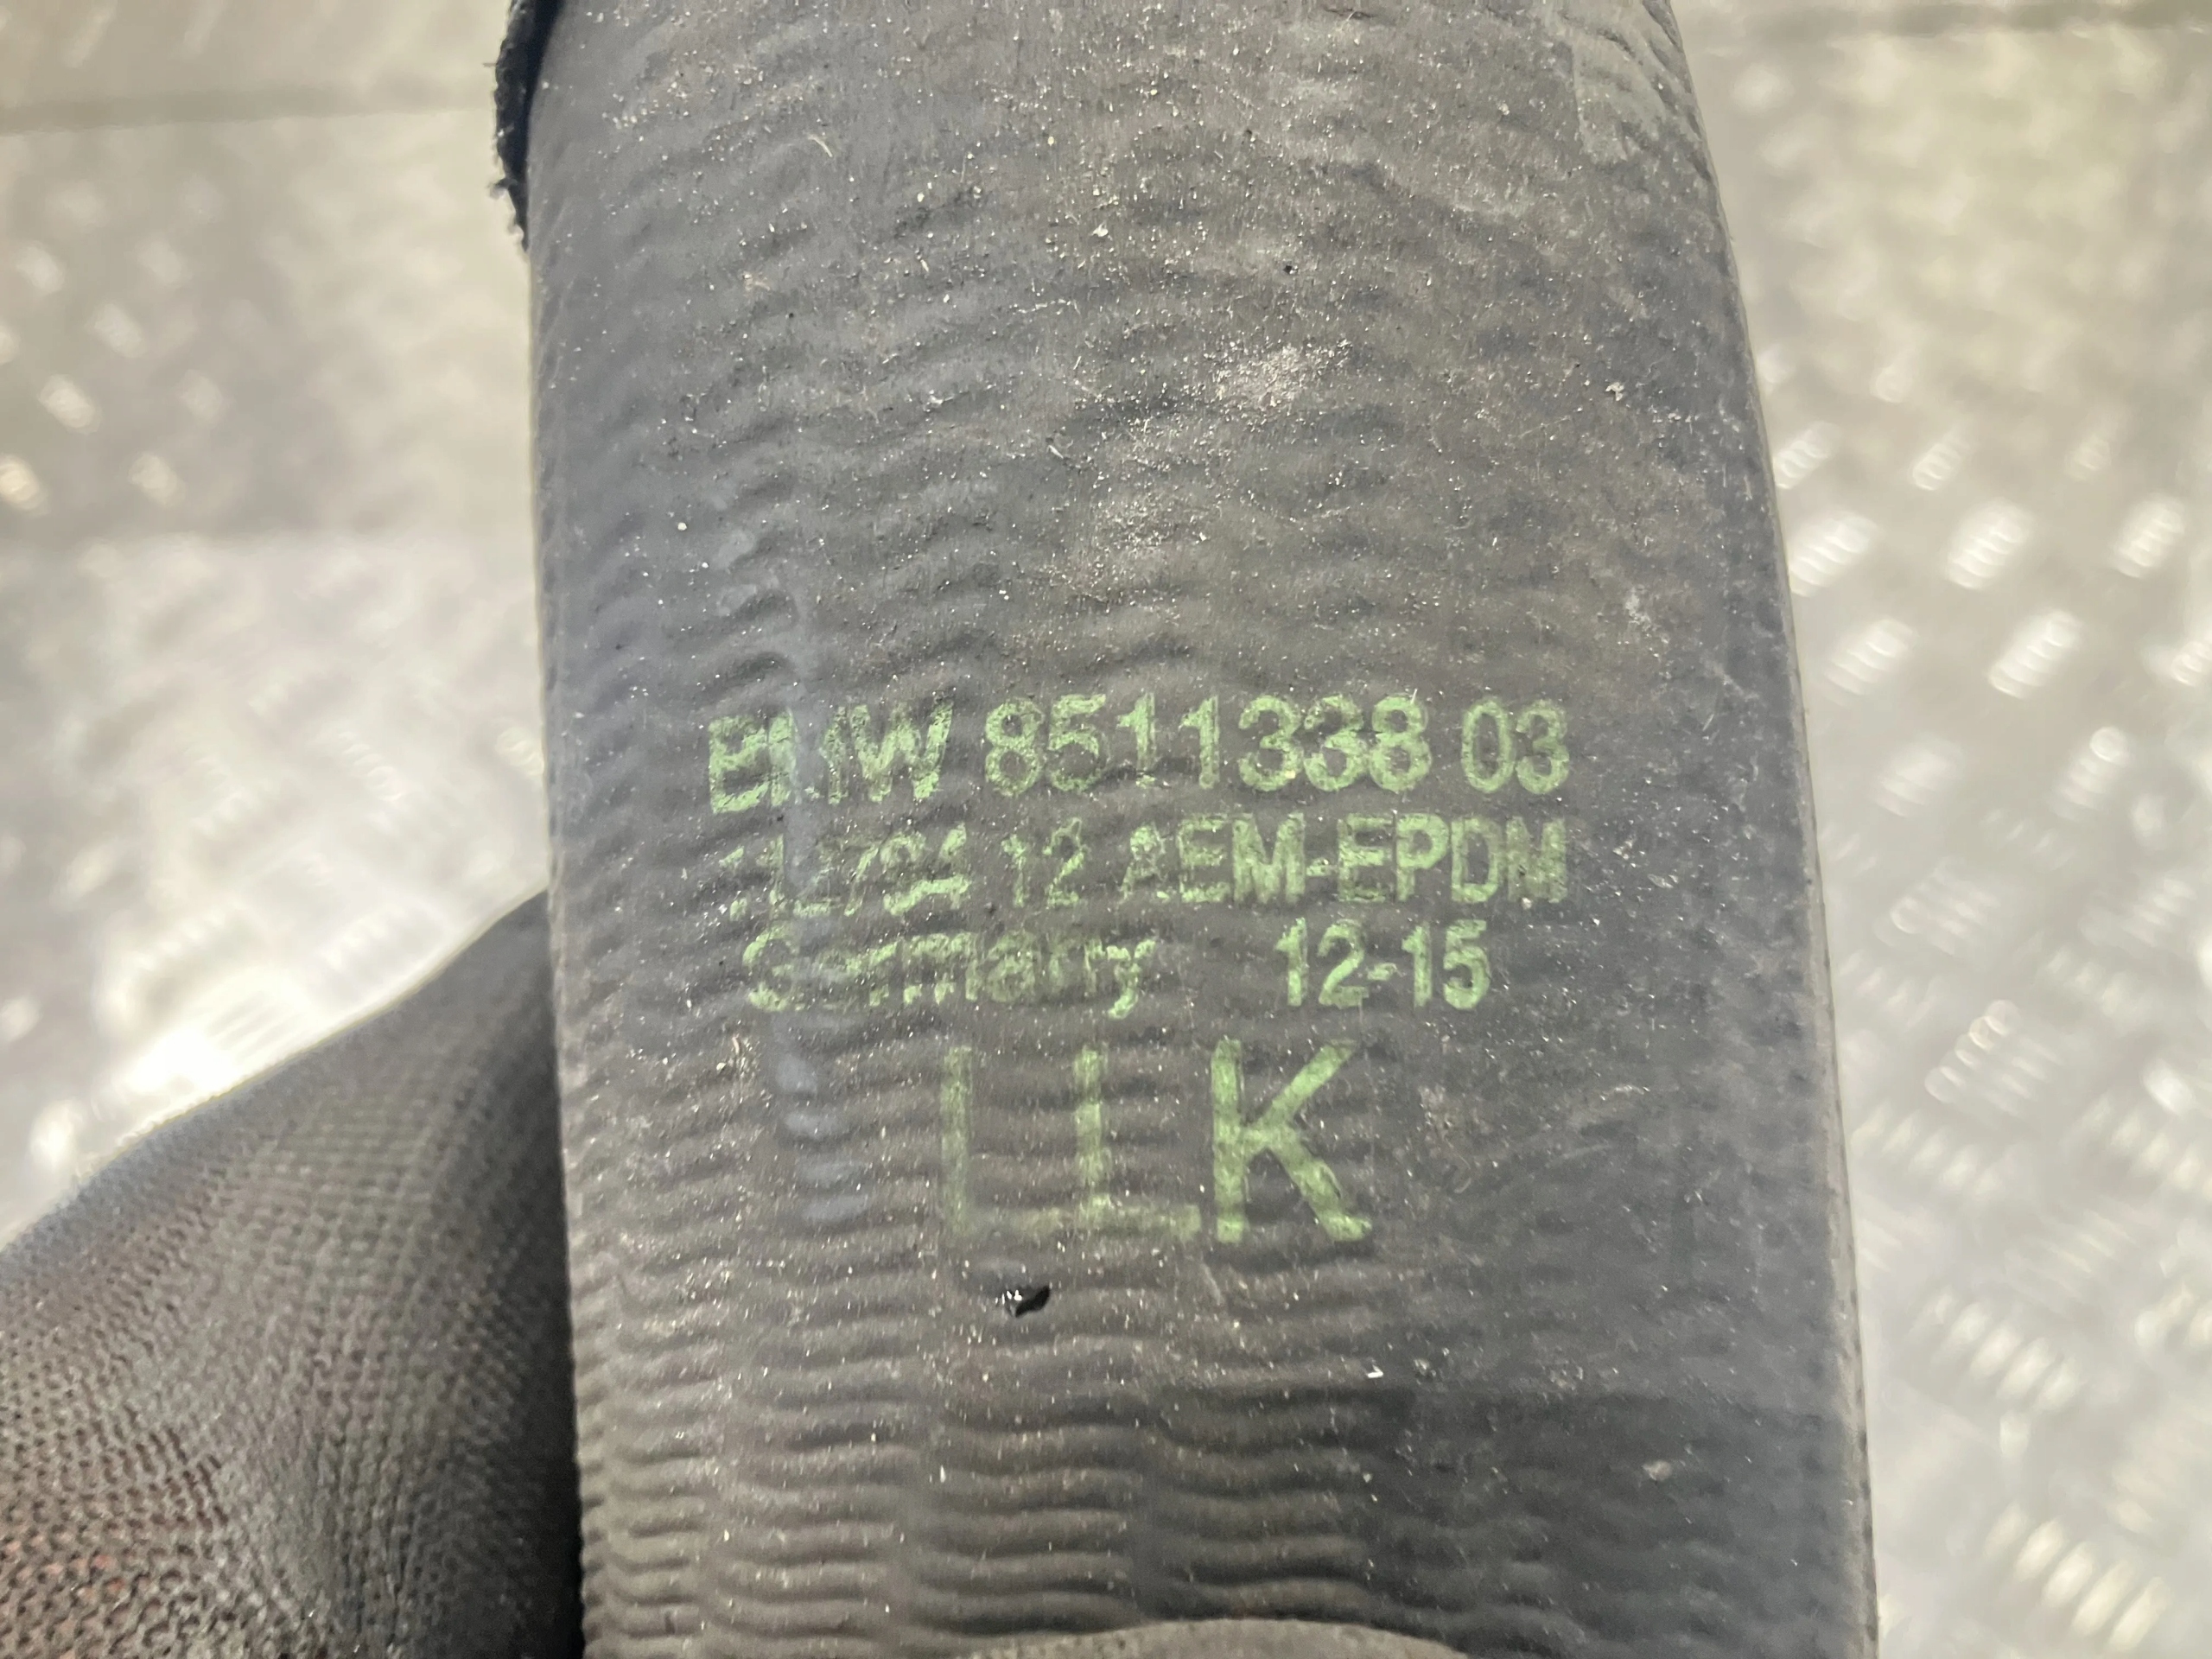 BMW 8511338 03
12 AEM-EPDM
Germany 12-15
LLK